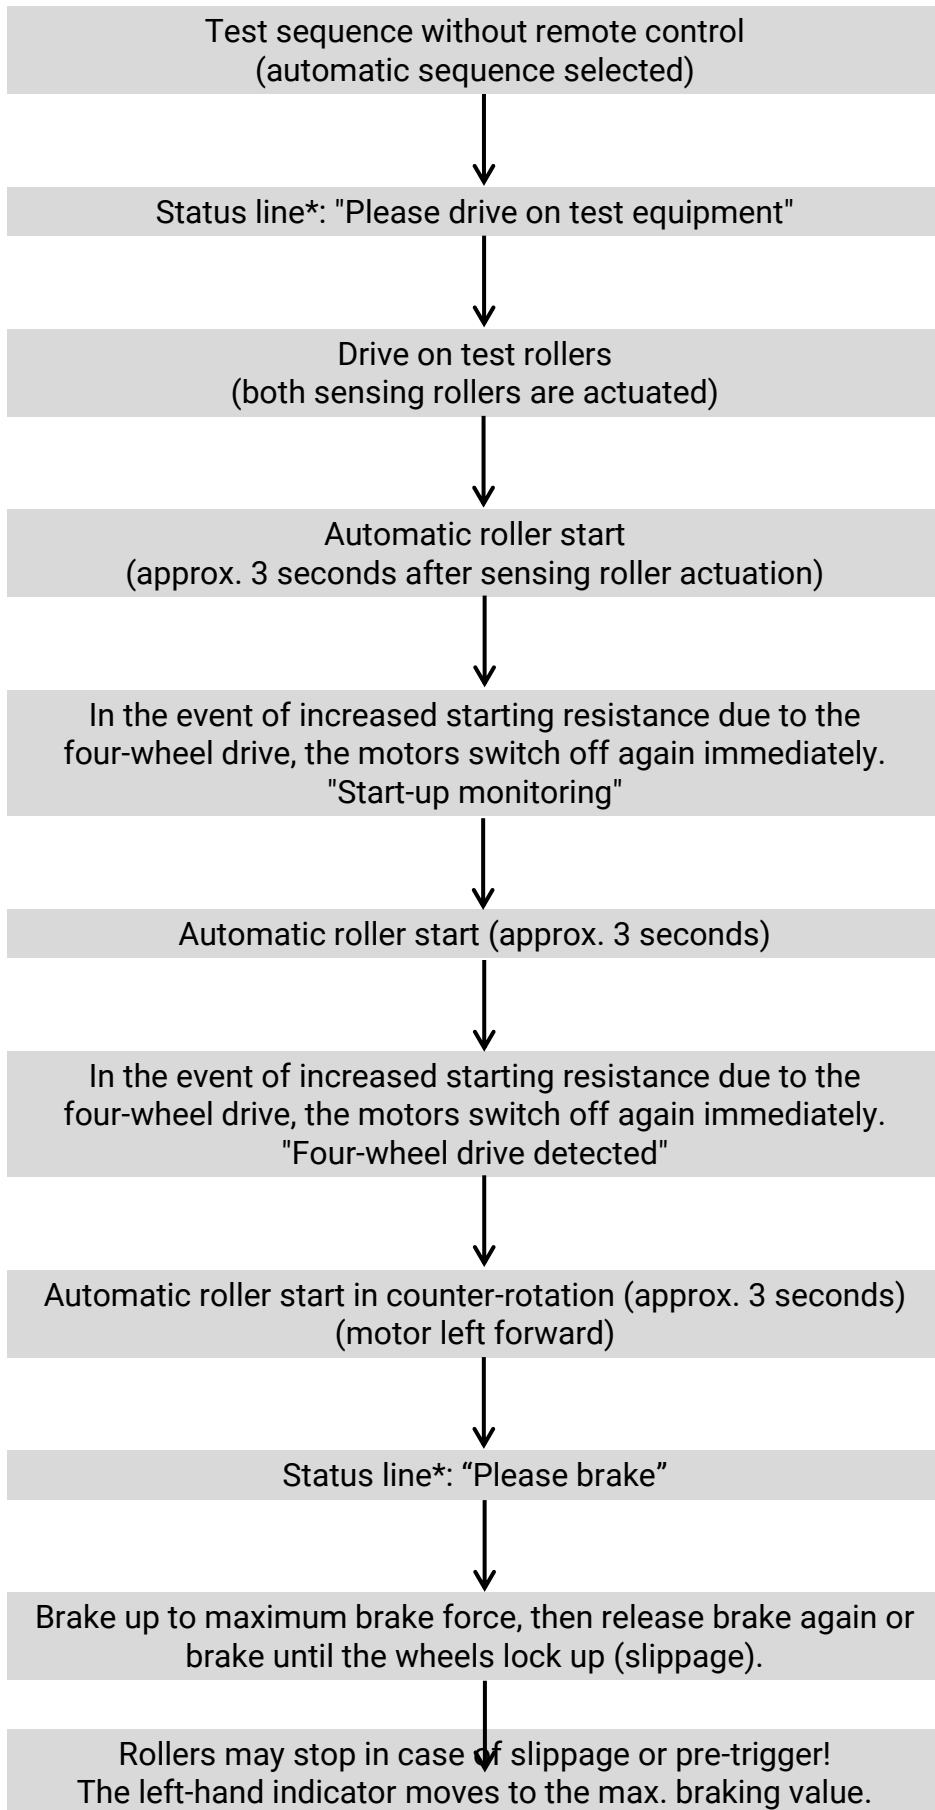 Test sequence without remote control
(automatic sequence selected)
Status line*: "Please drive on test equipment"
Drive on test rollers
(both sensing rollers are actuated)
Automatic roller start
(approx. 3 seconds after sensing roller actuation)
In the event of increased starting resistance due to the
four-wheel drive, the motors switch off again immediately.
"Start-up monitoring"
Automatic roller start (approx. 3 seconds)
In the event of increased starting resistance due to the
four-wheel drive, the motors switch off again immediately.
"Four-wheel drive detected"
Automatic roller start in counter-rotation (approx. 3 seconds)
(motor left forward)
Status line*: “Please brake”
Brake up to maximum brake force, then release brake again or
brake until the wheels lock up (slippage).
Rollers may stop in case of slippage or pre-trigger!
The left-hand indicator moves to the max. braking value.